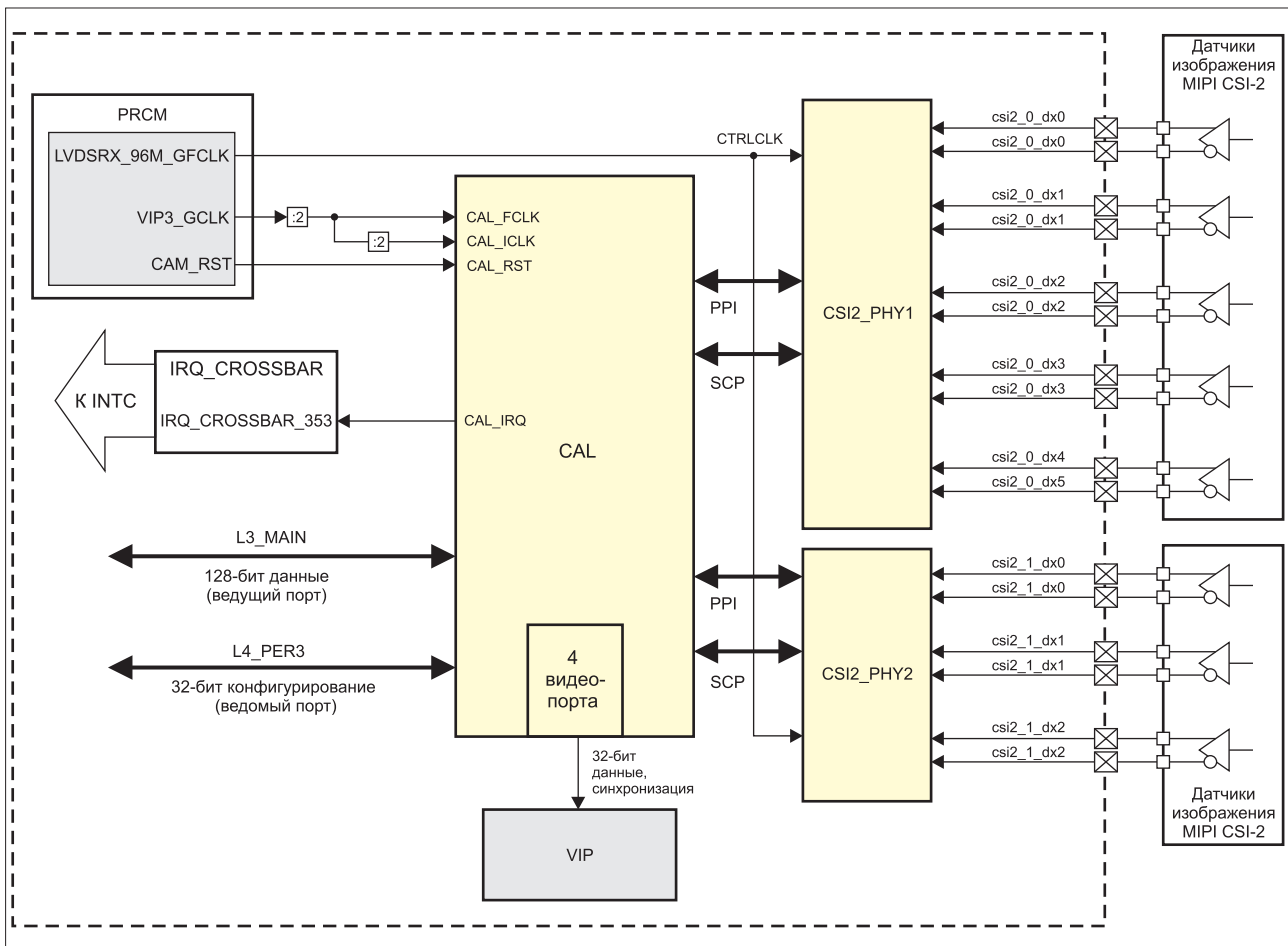 Датчики
изображения
MIPI CSI-2
PRCM
LVDSRX_96M_GFCLK
VIP3_GCLK
CAM_RST
:2
:2
CTRLCLK
CAL_FCLK
CAL_ICLK
CAL_RST
CAL_IRQ
CAL
PPI
SCP
CSI2_PHY1
csi2_0_dx0
csi2_0_dx0
csi2_0_dx1
csi2_0_dx1
csi2_0_dx2
csi2_0_dx2
csi2_0_dx3
csi2_0_dx3
csi2_0_dx4
csi2_0_dx5
К INTC
IRQ_CROSSBAR
IRQ_CROSSBAR_353
L3_MAIN
128-бит данные
(ведущий порт)
L4_PER3
32-бит конфигурирование
(ведомый порт)
4
видео-
порта
PPI
SCP
CSI2_PHY2
csi2_1_dx0
csi2_1_dx0
csi2_1_dx1
csi2_1_dx1
csi2_1_dx2
csi2_1_dx2
32-бит
данные,
синхронизация
VIP
Датчики
изображения
MIPI CSI-2